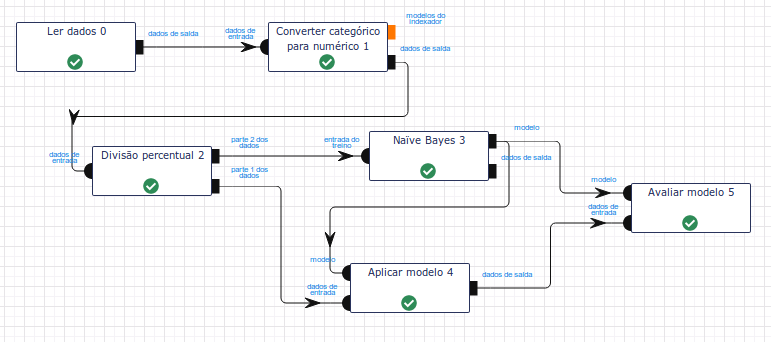 modelos do
indexador
Ler dados 0
dados de saída
dados de
entrada
Converter categórico
para numérico 1
dados de saída
dados de
entrada
Divisão percentual 2
parte 2 dos
dados
parte 1 dos
dados
entrada do
treino
Naïve Bayes 3
modelo
dados de saída
modelo
dados de
entrada
Avaliar modelo 5
modelo
dados de
entrada
Aplicar modelo 4
dados de saída